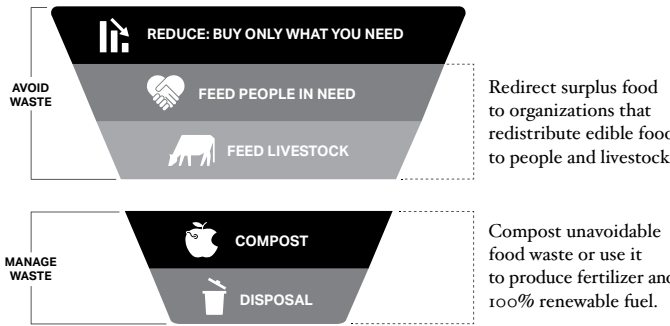 REDUCE: BUY ONLY WHAT YOU NEED
AVOID
WASTE
FEED PEOPLE IN NEED
FEED LIVESTOCK
Redirect surplus food
to organizations that
redistribute edible food
to people and livestock
COMPOST
MANAGE
WASTE
DISPOSAL
Compost unavoidable
food waste or use it
to produce fertilizer and
100% renewable fuel.